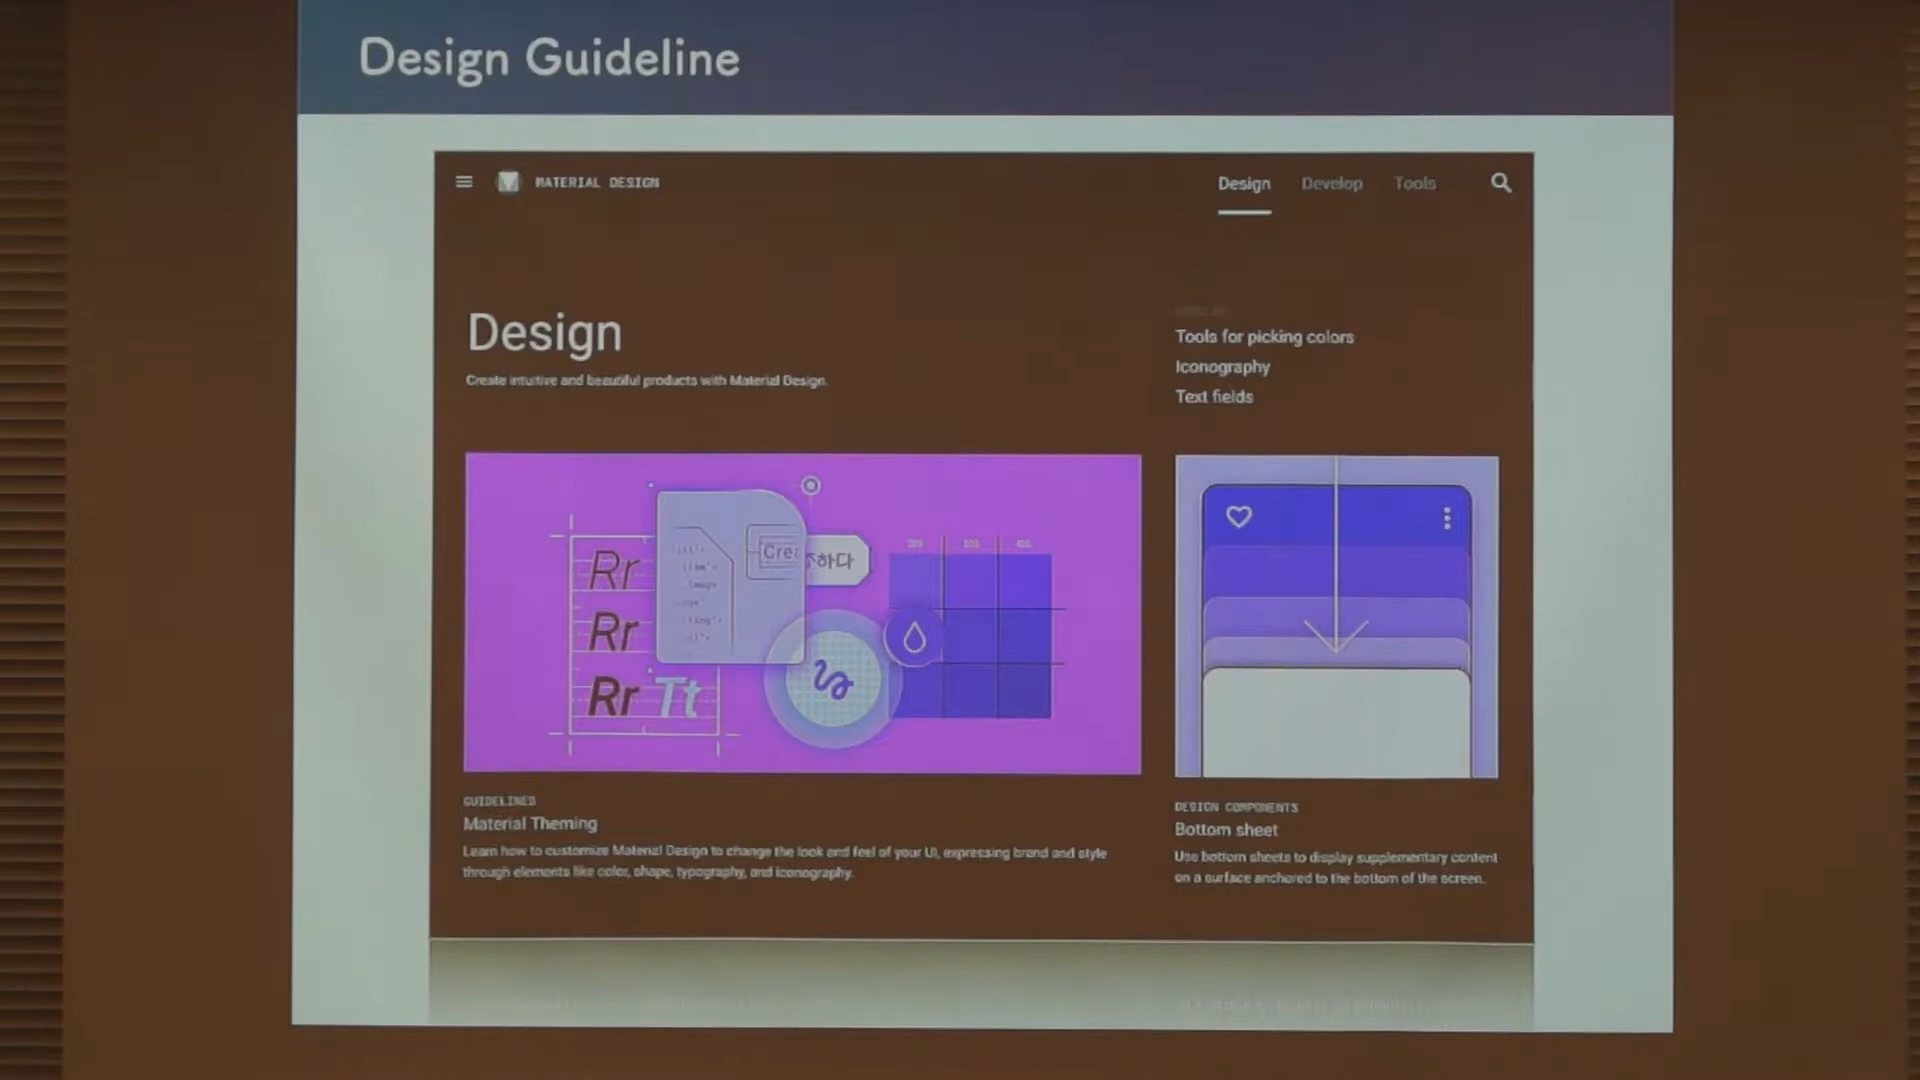 Design Guideline
MATERIAL DESIGN
Design Develop Tools
Design
Create intuitive and beautiful products with Material Design.
Tools for picking colors
Iconography
Text fields
Rr
Rr
Rr Tt
Crea
하다
GUIDELINES
Material Theming
Learn how to customize Material Design to change the look and feel of your UI, expressing brand and style
through elements like color, shape, typography, and iconography.
DESIGN COMPONENTS
Bottom sheet
Use bottom sheets to display supplementary content
on a surface anchored to the bottom of the screen.